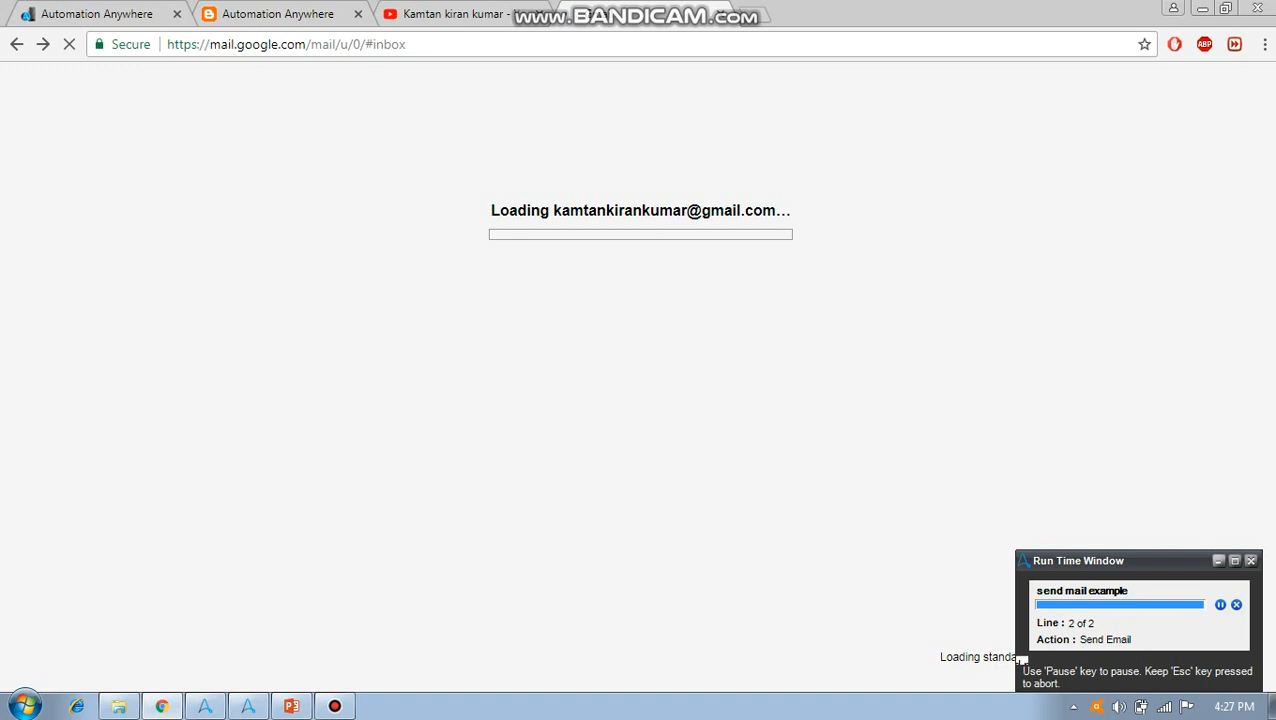 Automation Anywhere
Automation Anywhere
Kamtan kiran kumar -
www.BANDICAM.com
Secure
https://mail.google.com/mail/u/0/#inbox
ABP
Loading kamtankirankumar@gmail.com…
Run Time Window
send mail example
Line : 2 of 2
Action : Send Email
Loading standa
Use 'Pause' key to pause. Keep 'Esc' key pressed
to abort.
4:27 PM